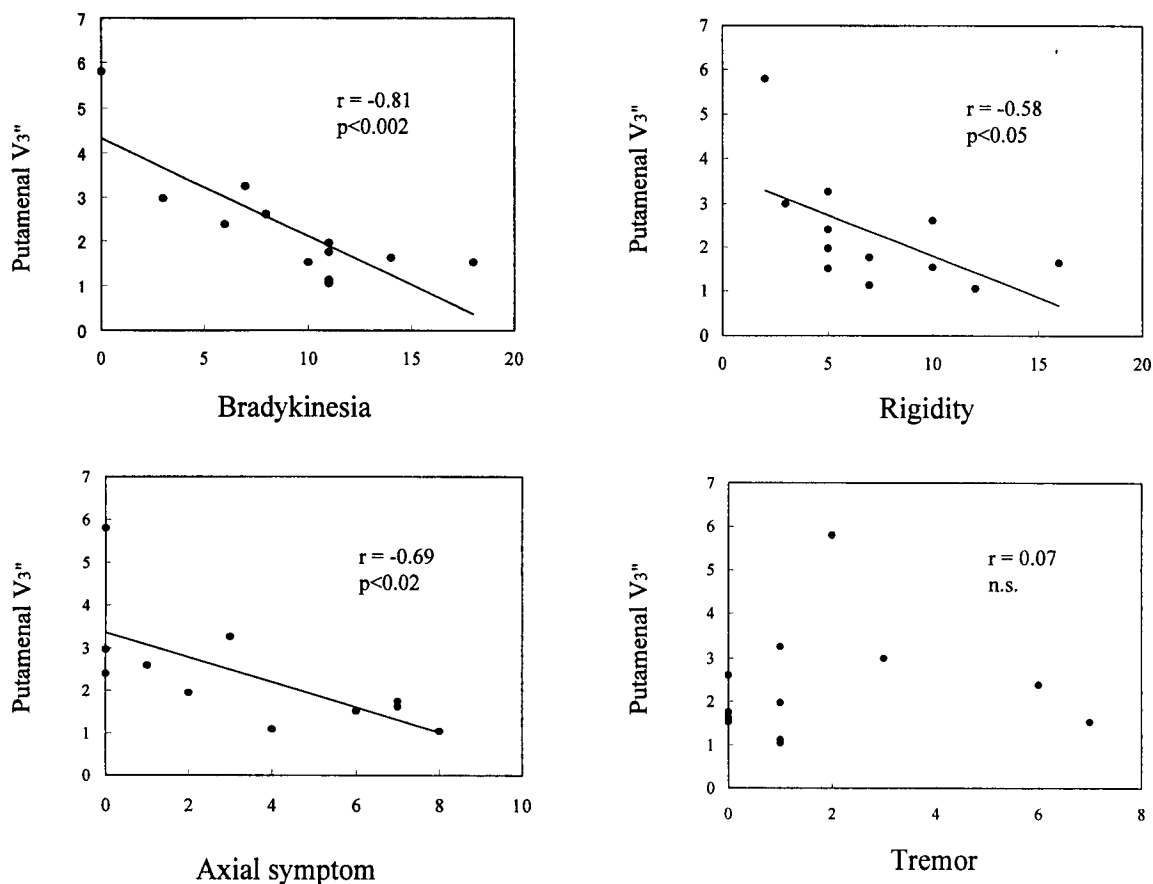 7
6
5
4
3
2
1
0
0 5 10 15 20
Putamenal V3"
r = -0.81
p<0.002
Bradykinesia
7
6
5
4
3
2
1
0
0 5 10 15 20
Putamenal V3"
r = -0.58
p<0.05
Rigidity
7
6
5
4
3
2
1
0
0 2 4 6 8 10
Putamenal V3"
r = -0.69
p<0.02
Axial symptom
7
6
5
4
3
2
1
0
0 2 4 6 8
Putamenal V3"
r = 0.07
n.s.
Tremor